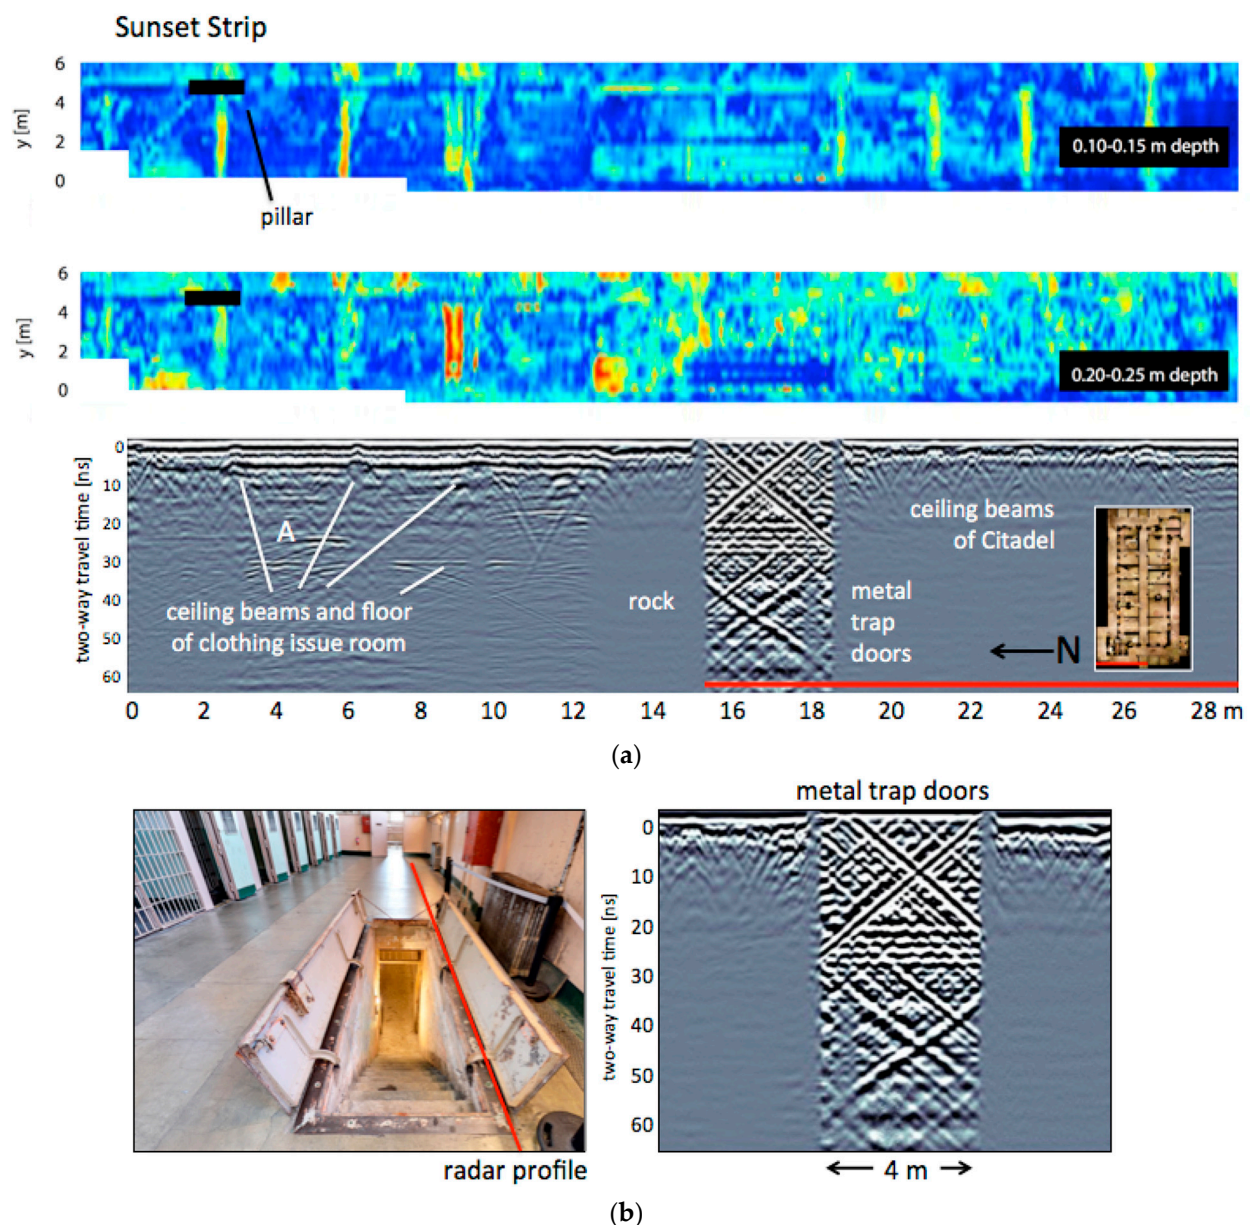 Sunset Strip
6
4
2
0
y [m]
0.10-0.15 m depth
pillar
6
4
2
0
y [m]
0.20-0.25 m depth
0
10
20
30
40
50
60
two-way travel time [ns]
A
ceiling beams and floor
of clothing issue room
rock
metal
trap
doors
ceiling beams
of Citadel
N
0 2 4 6 8 10 12 14 16 18 20 22 24 26 28 m
(a)
metal trap doors
0
10
20
30
40
50
60
two-way travel time [ns]
radar profile
4 m
(b)